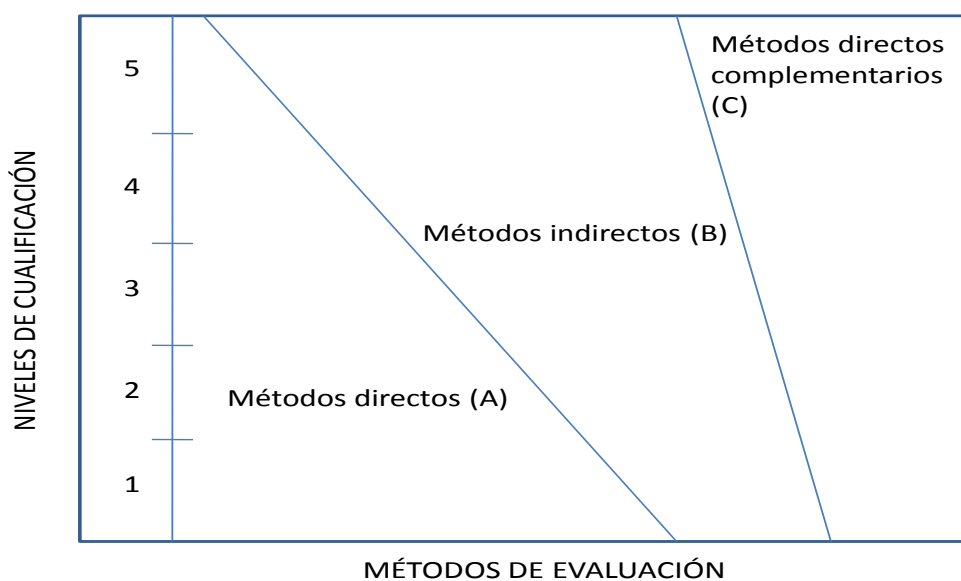 NIVELES DE CUALIFICACIÓN
5
4
3
2
1
Métodos directos
complementarios
(C)
Métodos indirectos (B)
Métodos directos (A)
MÉTODOS DE EVALUACIÓN